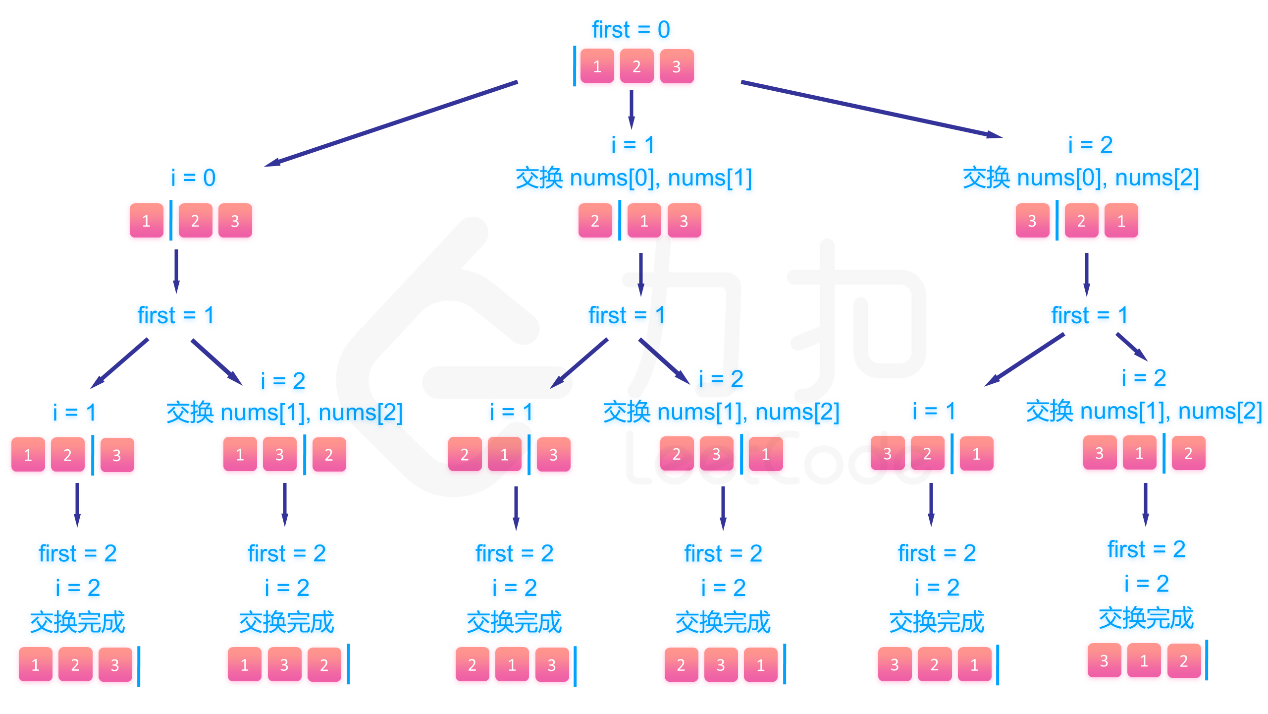 first = 0
1 2 3
i = 0
1 2 3
i = 1
交换 nums[0], nums[1]
2 1 3
i = 2
交换 nums[0], nums[2]
3 2 1
first = 1
first = 1
first = 1
i = 1
1 2 3
i = 2
交换 nums[1], nums[2]
1 3 2
i = 1
2 1 3
i = 2
交换 nums[1], nums[2]
2 3 1
i = 1
3 2 1
i = 2
交换 nums[1], nums[2]
3 1 2
first = 2
i = 2
交换完成
1 2 3
first = 2
i = 2
交换完成
1 3 2
first = 2
i = 2
交换完成
2 1 3
first = 2
i = 2
交换完成
2 3 1
first = 2
i = 2
交换完成
3 2 1
first = 2
i = 2
交换完成
3 1 2
力扣
LeetCode